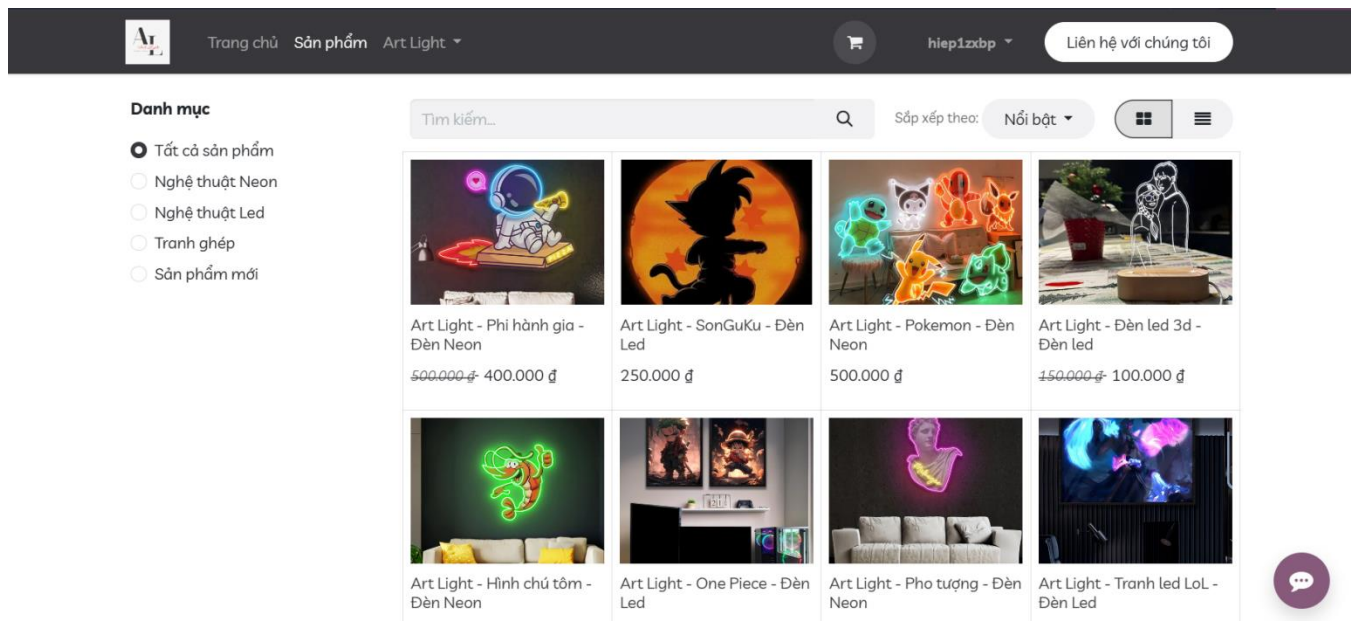 AL
Trang chủ Sản phẩm Art Light
hiep1zxbp
Liên hệ với chúng tôi
Danh mục
Tất cả sản phẩm
Nghệ thuật Neon
Nghệ thuật Led
Tranh ghép
Sản phẩm mới
Tìm kiếm...
Sắp xếp theo: Nổi bật
Art Light - Phi hành gia -
Đèn Neon
500.000 ₫ 400.000 ₫
Art Light - SonGuKu - Đèn
Led
250.000 ₫
Art Light - Pokemon - Đèn
Neon
500.000 ₫
Art Light - Đèn led 3d -
Đèn led
150.000 ₫ 100.000 ₫
Art Light - Hình chú tôm -
Đèn Neon
Art Light - One Piece - Đèn
Led
Art Light - Pho tượng - Đèn
Neon
Art Light - Tranh led LoL -
Đèn Led